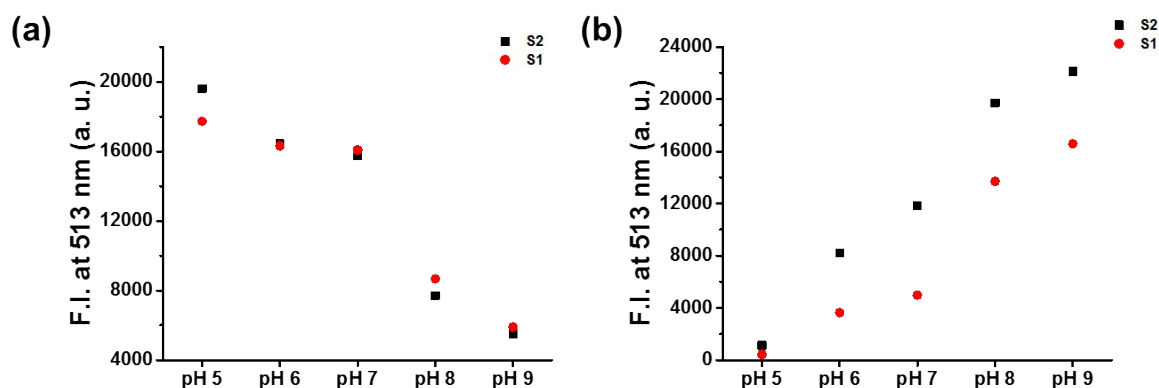 (a)
S2
S1
F.I. at 513 nm (a. u.)
20000
16000
12000
8000
4000
pH 5 pH 6 pH 7 pH 8 pH 9
(b)
S2
S1
F.I. at 513 nm (a. u.)
24000
20000
16000
12000
8000
4000
0
pH 5 pH 6 pH 7 pH 8 pH 9